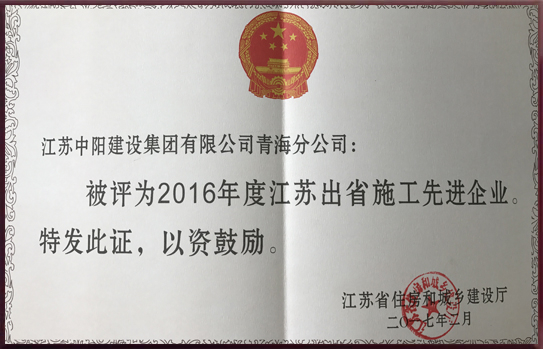 江苏中阳建设集团有限公司青海分公司：
被评为2016年度江苏出省施工先进企业。
特发此证，以资鼓励。
江苏省住房和城乡建设厅
二〇一七年二月